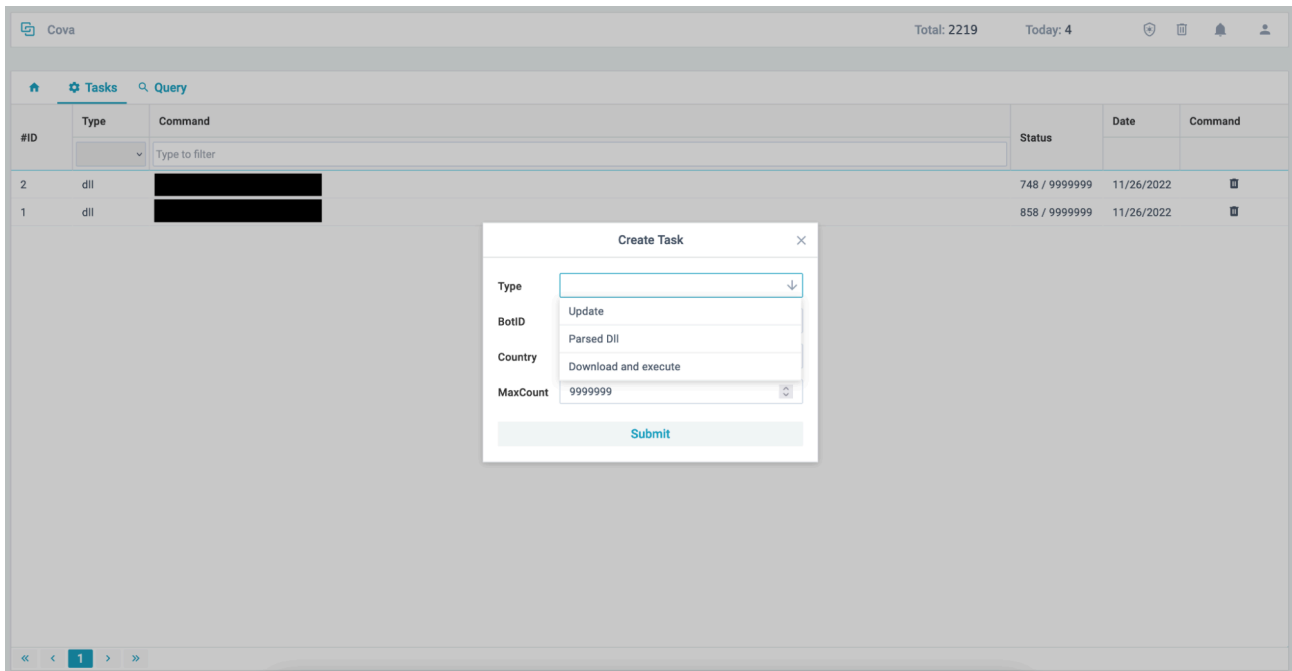 Cova Total: 2219 Today: 4
Tasks Query
#ID Type Command Status Date Command
Type to filter
2 dll 748 / 9999999 11/26/2022
1 dll 858 / 9999999 11/26/2022
Create Task
Type
Update
BotID
Parsed Dll
Country
Download and execute
MaxCount 9999999
Submit
« ‹ 1 › »